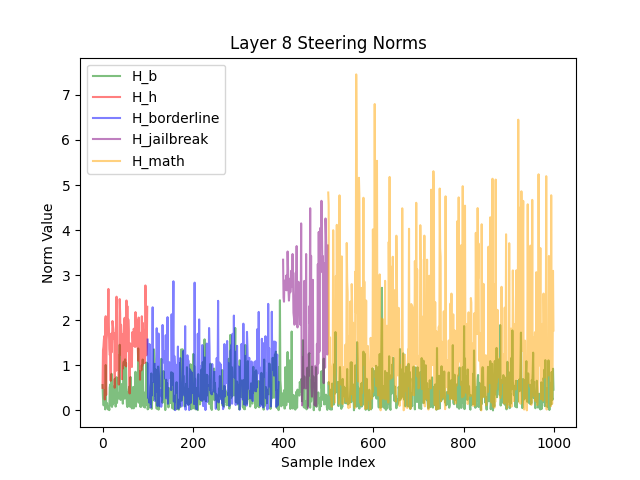 Layer 8 Steering Norms
H_b
H_h
H_borderline
H_jailbreak
H_math
Norm Value
7
6
5
4
3
2
1
0
0 200 400 600 800 1000
Sample Index